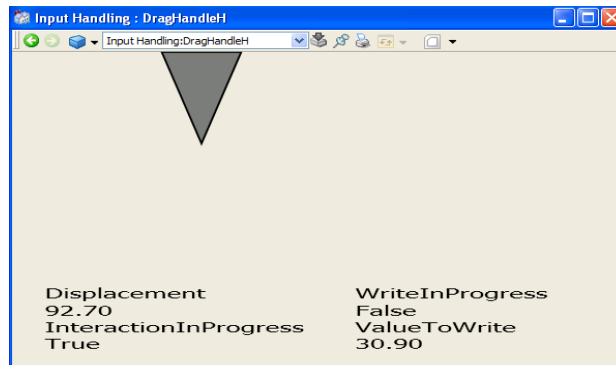 Input Handling : DragHandleH
Input Handling:DragHandleH
Displacement
92.70
InteractionInProgress
True
WriteInProgress
False
ValueToWrite
30.90